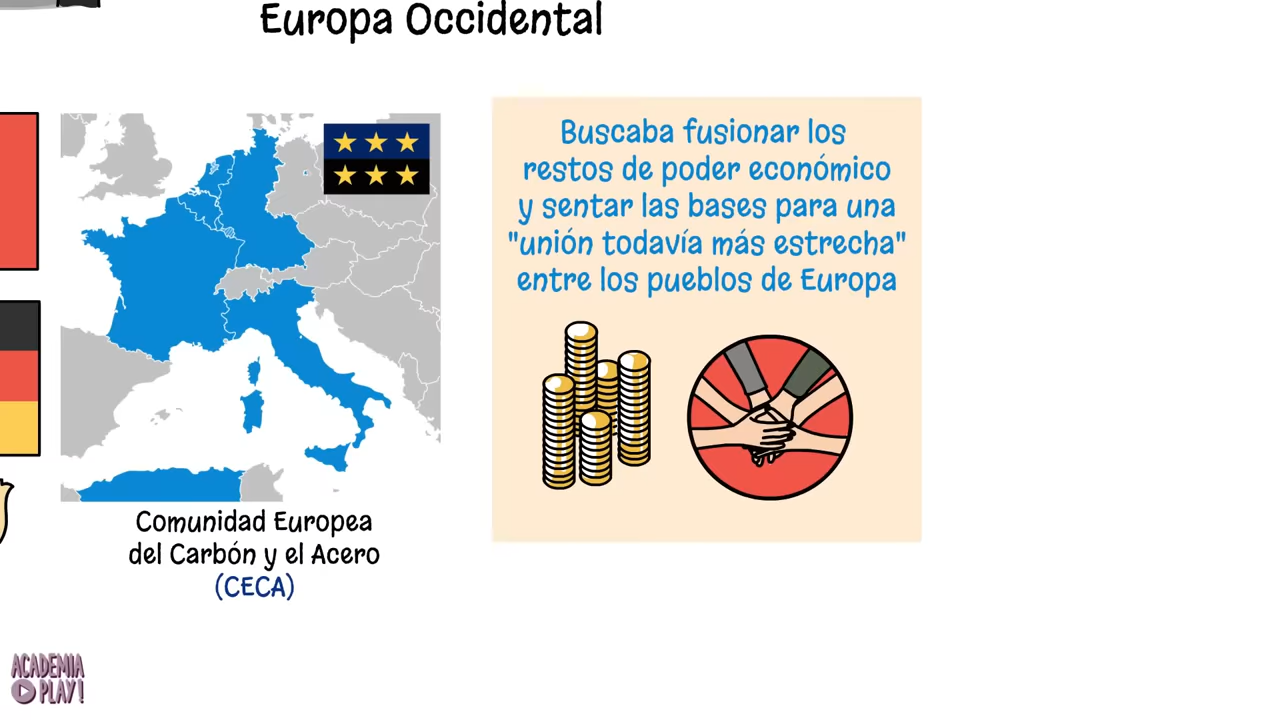 Europa Occidental
Buscaba fusionar los
restos de poder económico
y sentar las bases para una
"unión todavía más estrecha"
entre los pueblos de Europa
Comunidad Europea
del Carbón y el Acero
(CECA)
ACADEMIA
PLAY!